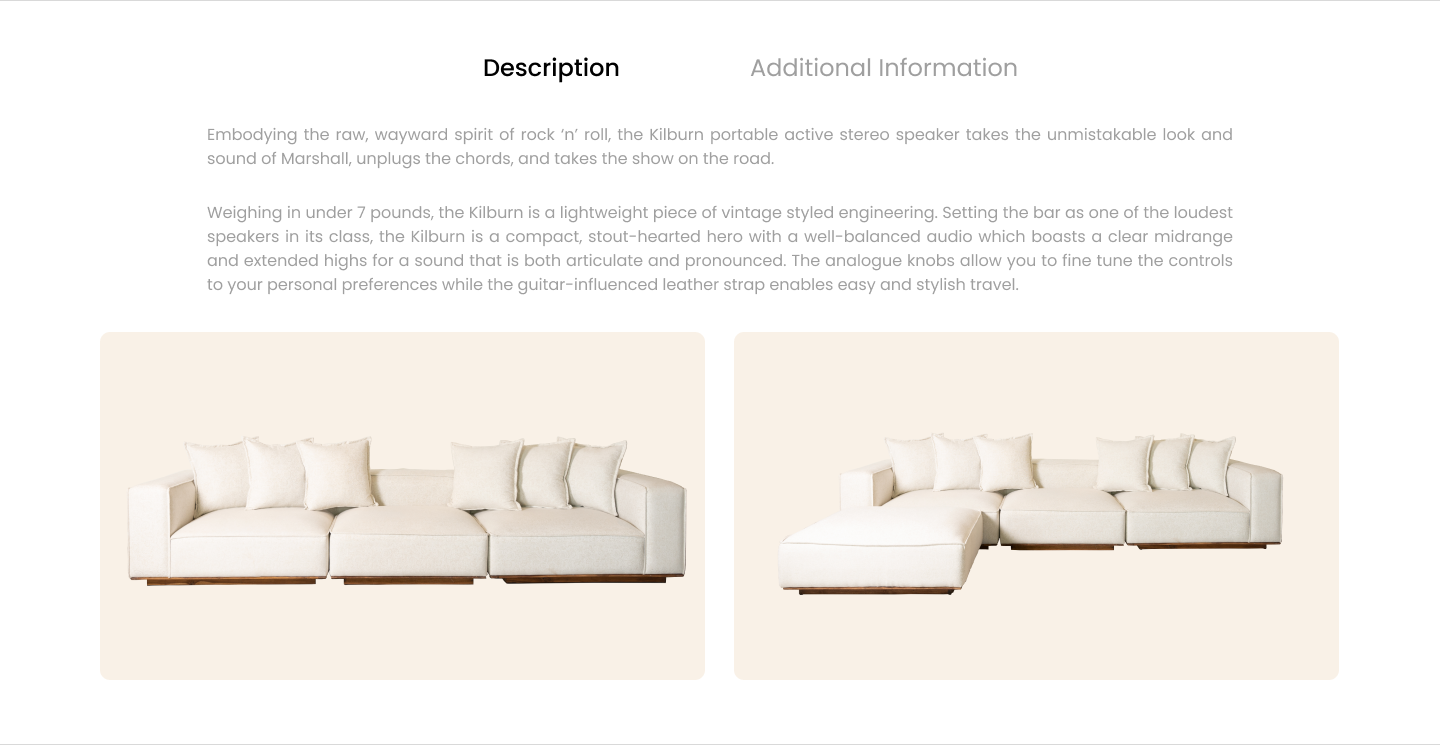 Description
Additional Information
Embodying the raw, wayward spirit of rock ‘n’ roll, the Kilburn portable active stereo speaker takes the unmistakable look and
sound of Marshall, unplugs the chords, and takes the show on the road.
Weighing in under 7 pounds, the Kilburn is a lightweight piece of vintage styled engineering. Setting the bar as one of the loudest
speakers in its class, the Kilburn is a compact, stout-hearted hero with a well-balanced audio which boasts a clear midrange
and extended highs for a sound that is both articulate and pronounced. The analogue knobs allow you to fine tune the controls
to your personal preferences while the guitar-influenced leather strap enables easy and stylish travel.